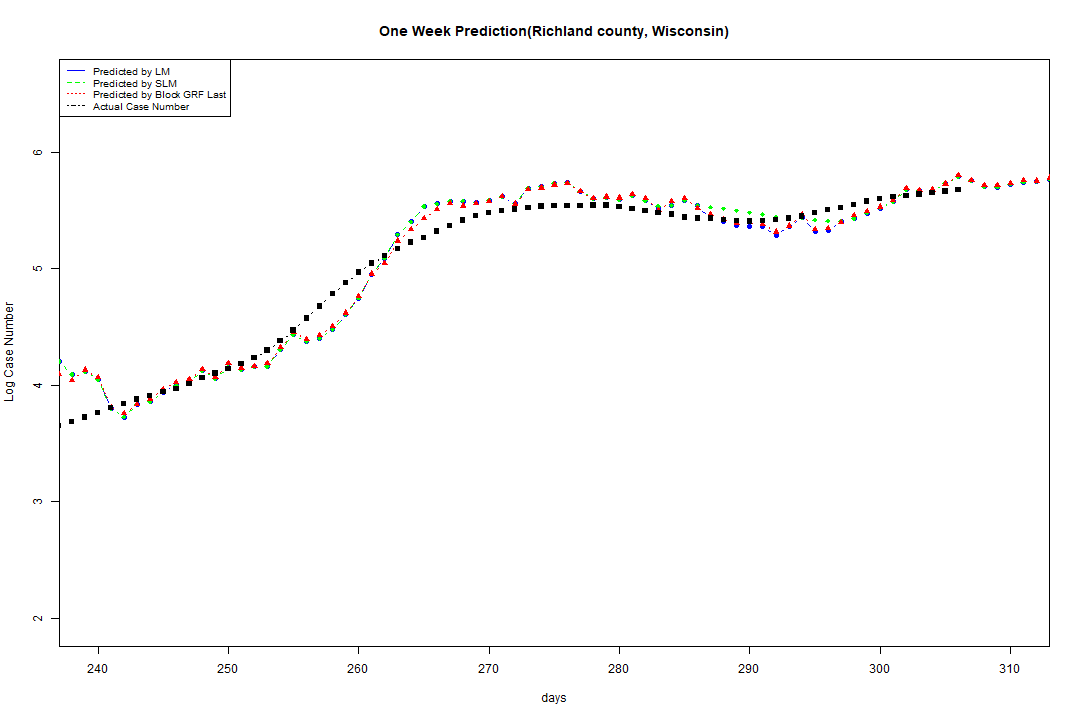 One Week Prediction(Richland county, Wisconsin)
Predicted by LM
Predicted by SLM
Predicted by Block GRF Last
Actual Case Number
6
5
4
3
2
Log Case Number
240 250 260 270 280 290 300 310
days